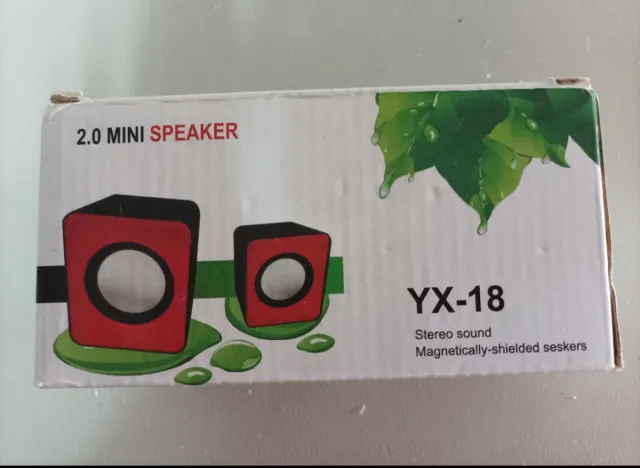 2.0 MINI SPEAKER
YX-18
Stereo sound
Magnetically-shielded seskers